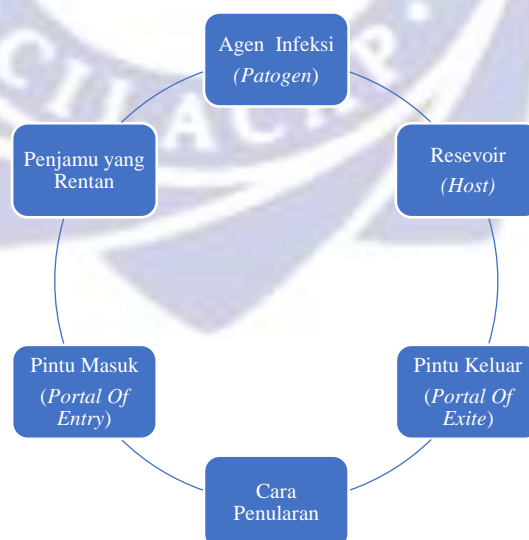 Agen Infeksi
(Patogen)
Resevoir
(Host)
Pintu Keluar
(Portal Of
Exite)
Cara
Penularan
Pintu Masuk
(Portal Of
Entry)
Penjamu yang
Rentan
CILACAP